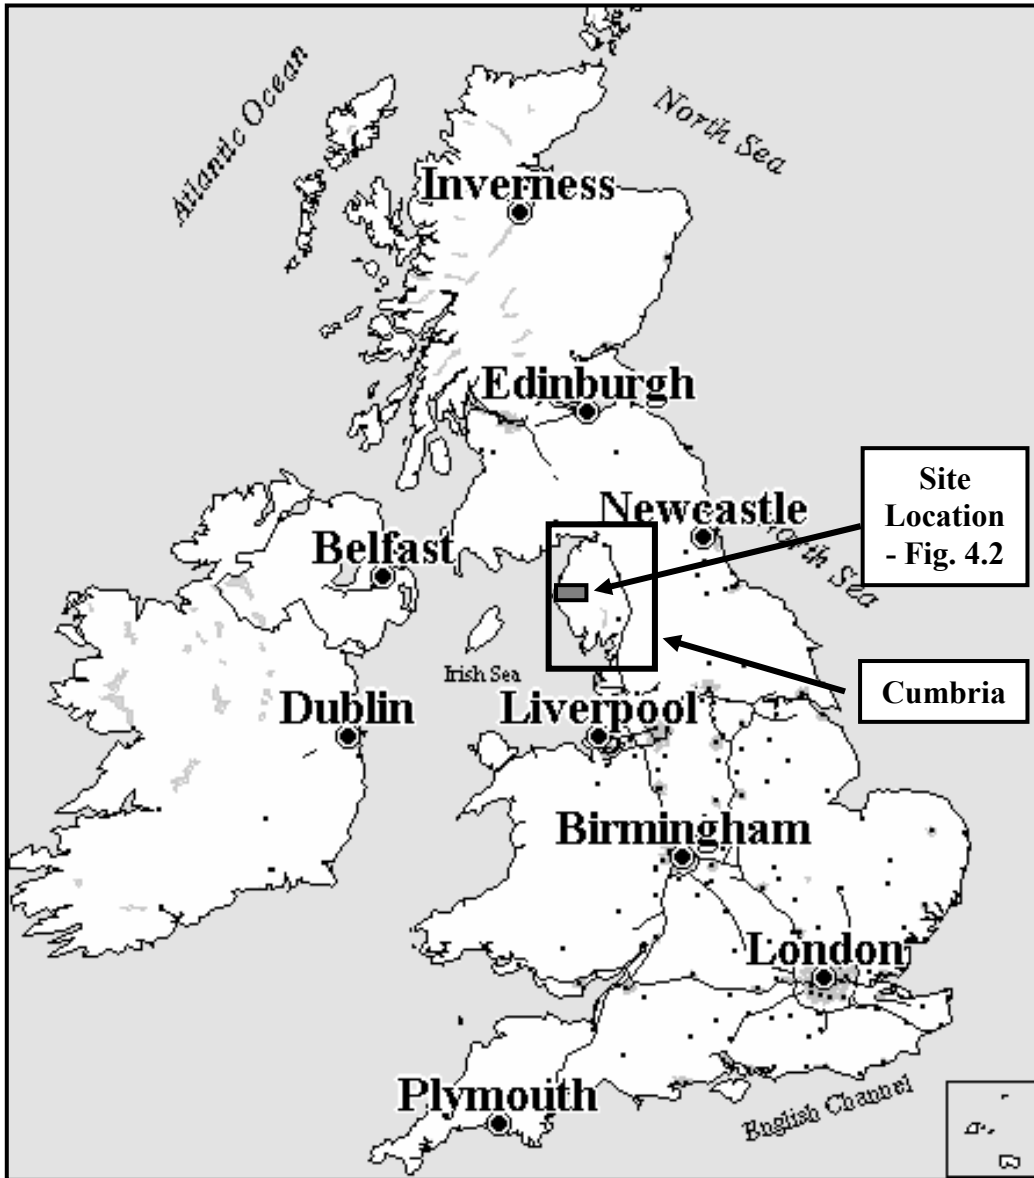 Atlantic Ocean
North Sea
Inverness
Edinburgh
Site
Location
- Fig. 4.2
Newcastle
North Sea
Belfast
Irish Sea
Cumbria
Dublin
Liverpool
Birmingham
London
Plymouth
English Channel